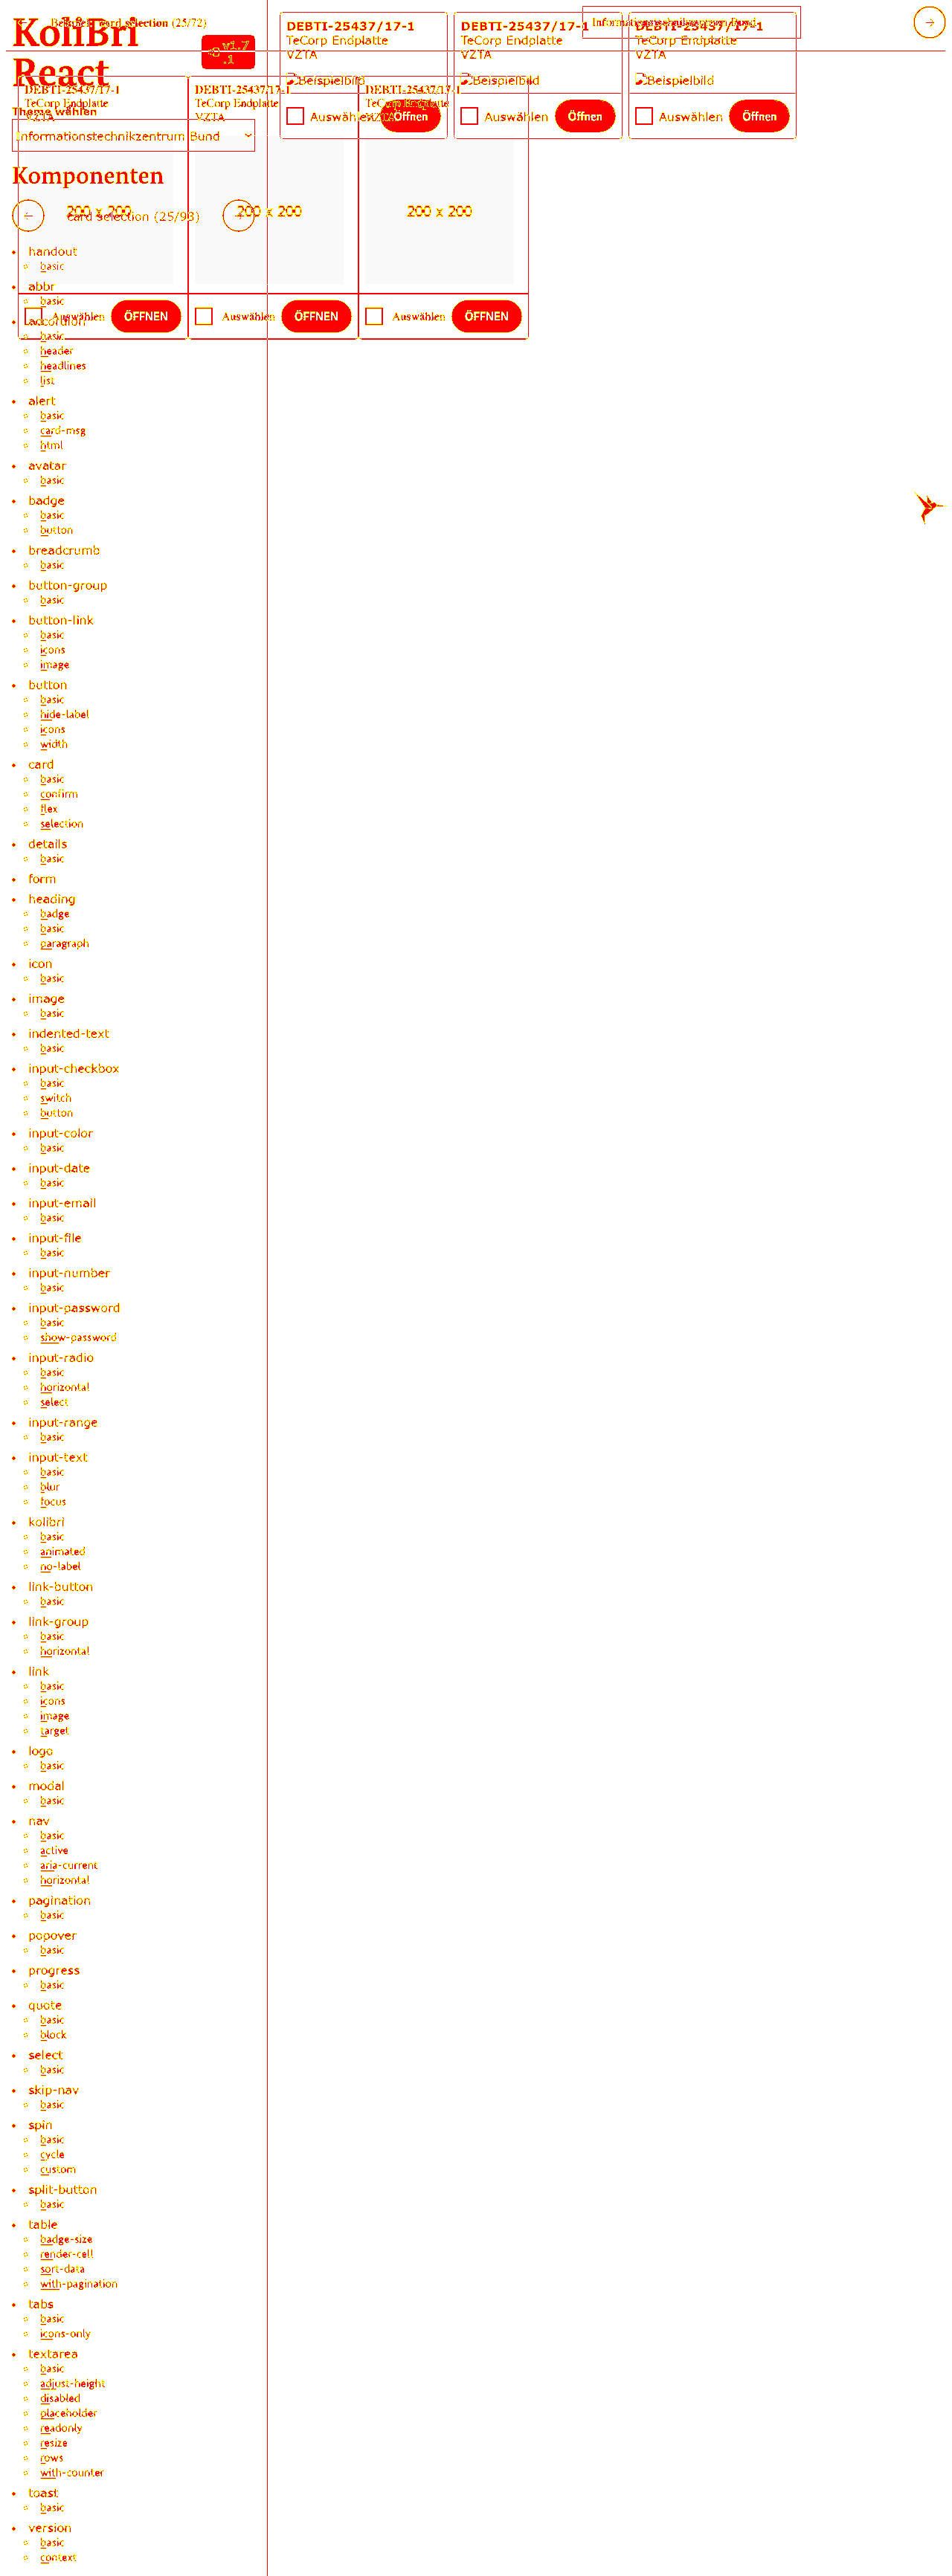 KoliBri
React
v1.7
.1
Theme wählen
Informationstechnikzentrum Bund
Komponenten
card selection (25/93)
Beispiel: card selection (25/72)
Informationstechnikzentrum Bund
DEBTI-25437/17-1
TeCorp Endplatte
VZTA
Beispielbild
Auswählen
Öffnen
DEBTI-25437/17-1
TeCorp Endplatte
VZTA
Beispielbild
Auswählen
Öffnen
DEBTI-25437/17-1
TeCorp Endplatte
VZTA
Beispielbild
Auswählen
Öffnen
DEBTI-25437/17-1
TeCorp Endplatte
VZTA
200 x 200
Auswählen
ÖFFNEN
DEBTI-25437/17-1
TeCorp Endplatte
VZTA
200 x 200
Auswählen
ÖFFNEN
DEBTI-25437/17-1
TeCorp Endplatte
VZTA
200 x 200
Auswählen
ÖFFNEN
handout
basic
abbr
basic
accordion
basic
header
headlines
list
alert
basic
card-msg
html
avatar
basic
badge
basic
button
breadcrumb
basic
button-group
basic
button-link
basic
icons
image
button
basic
hide-label
icons
width
card
basic
confirm
flex
selection
details
basic
form
heading
badge
basic
paragraph
icon
basic
image
basic
indented-text
basic
input-checkbox
basic
switch
button
input-color
basic
input-date
basic
input-email
basic
input-file
basic
input-number
basic
input-password
basic
show-password
input-radio
basic
horizontal
select
input-range
basic
input-text
basic
blur
focus
kolibri
basic
animated
no-label
link-button
basic
link-group
basic
horizontal
link
basic
icons
image
target
logo
basic
modal
basic
nav
basic
active
aria-current
horizontal
pagination
basic
popover
basic
progress
basic
quote
basic
block
select
basic
skip-nav
basic
spin
basic
cycle
custom
split-button
basic
table
badge-size
render-cell
sort-data
with-pagination
tabs
basic
icons-only
textarea
basic
adjust-height
disabled
placeholder
readonly
resize
rows
with-counter
toast
basic
version
basic
context